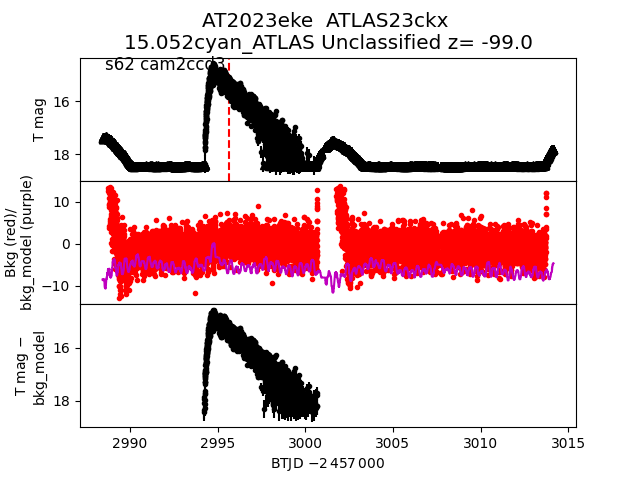 AT2023eke ATLAS23ckx
15.052cyan_ATLAS Unclassified z= -99.0
s62 cam2ccd3
T mag
16
18
Bkg (red)/
bkg_model (purple)
10
0
−10
T mag −
bkg_model
16
18
2990 2995 3000 3005 3010 3015
BTJD −2 457 000